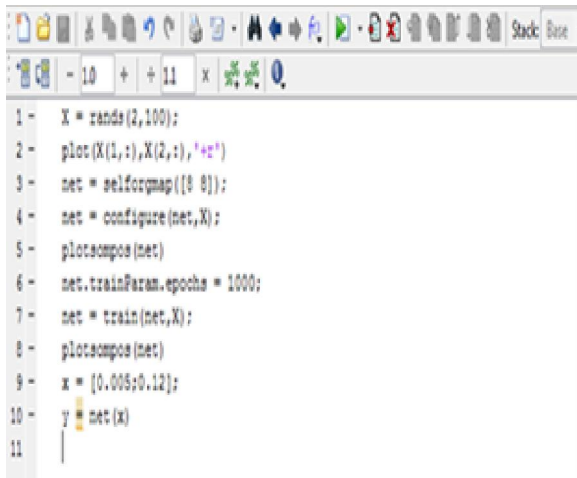 Stack: Base
- 1.0 + ÷ 1.1 ×
1 - X = rands(2,100);
2 - plot(X(1,:),X(2,:),'+r')
3 - net = selforgmap([8 8]);
4 - net = configure(net,X);
5 - plotsompos(net)
6 - net.trainParam.epochs = 1000;
7 - net = train(net,X);
8 - plotsompos(net)
9 - x = [0.005;0.12];
10 - y = net(x)
11